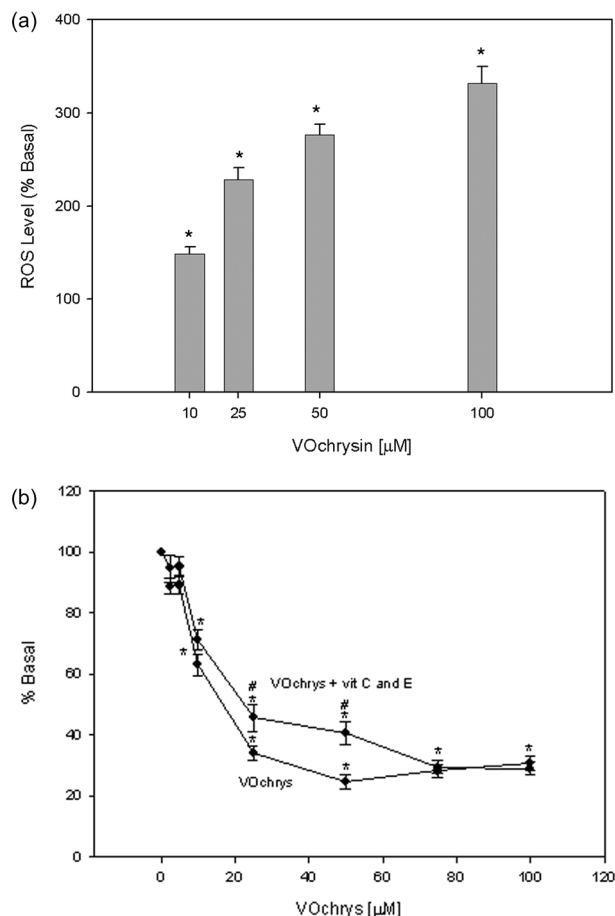 (a)
400
300
200
100
0
ROS Level (% Basal)
*
*
*
*
10 25 50 100
VOchrysin [μM]
(b)
120
100
80
60
40
20
0
% Basal
*
*
#
*
#
*
VOchrys + vit C and E
*
*
*
*
VOchrys
0 20 40 60 80 100 120
VOchrys [μM]